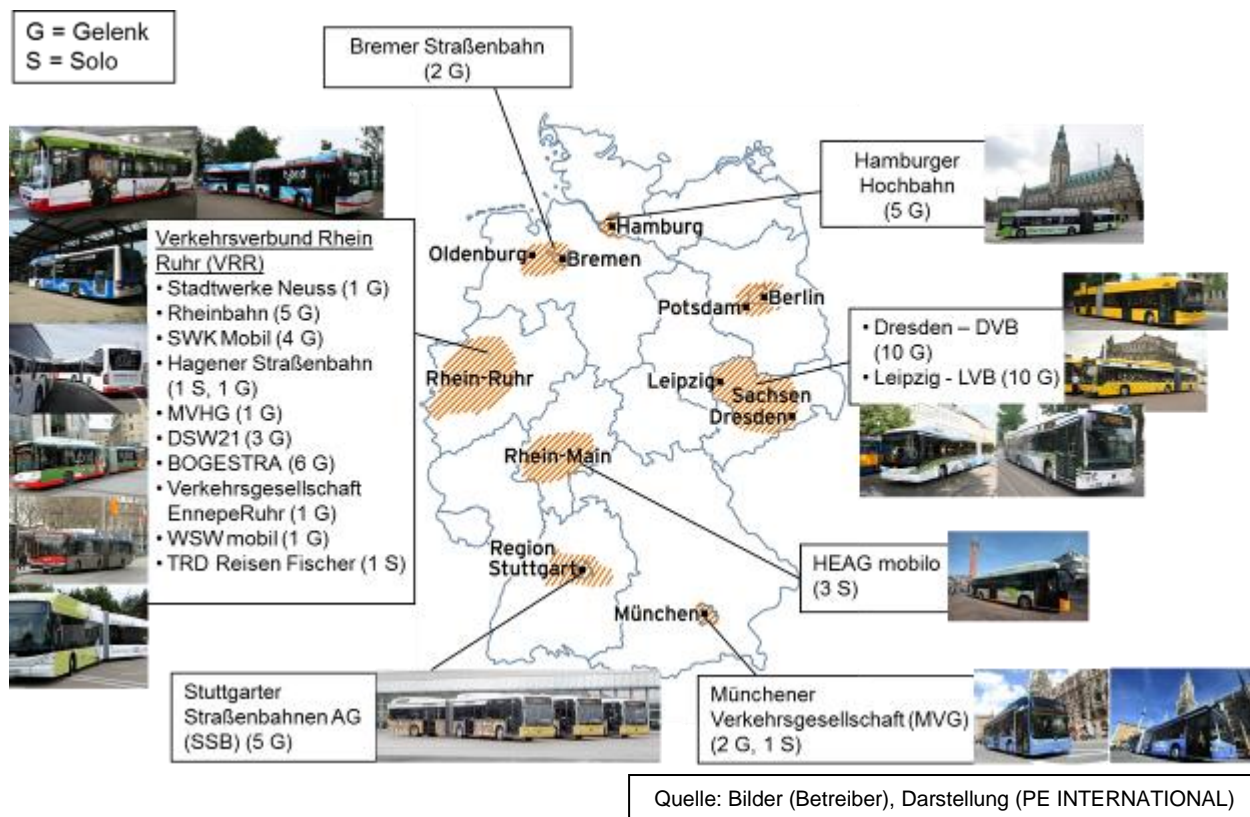 G = Gelenk
S = Solo
Bremer Straßenbahn
(2 G)
Hamburger
Hochbahn
(5 G)
Verkehrsverbund Rhein
Ruhr (VRR)
• Stadtwerke Neuss (1 G)
• Rheinbahn (5 G)
• SWK Mobil (4 G)
• Hagener Straßenbahn
(1 S, 1 G)
• MVHG (1 G)
• DSW21 (3 G)
• BOGESTRA (6 G)
• Verkehrsgesellschaft
EnnepeRuhr (1 G)
• WSW mobil (1 G)
• TRD Reisen Fischer (1 S)
Hamburg
Oldenburg
Bremen
Berlin
Potsdam
Rhein-Ruhr
Leipzig
Sachsen
Dresden
Rhein-Main
Region
Stuttgart
München
• Dresden – DVB
(10 G)
• Leipzig - LVB (10 G)
HEAG mobilo
(3 S)
Stuttgarter
Straßenbahnen AG
(SSB) (5 G)
Münchener
Verkehrsgesellschaft (MVG)
(2 G, 1 S)
Quelle: Bilder (Betreiber), Darstellung (PE INTERNATIONAL)